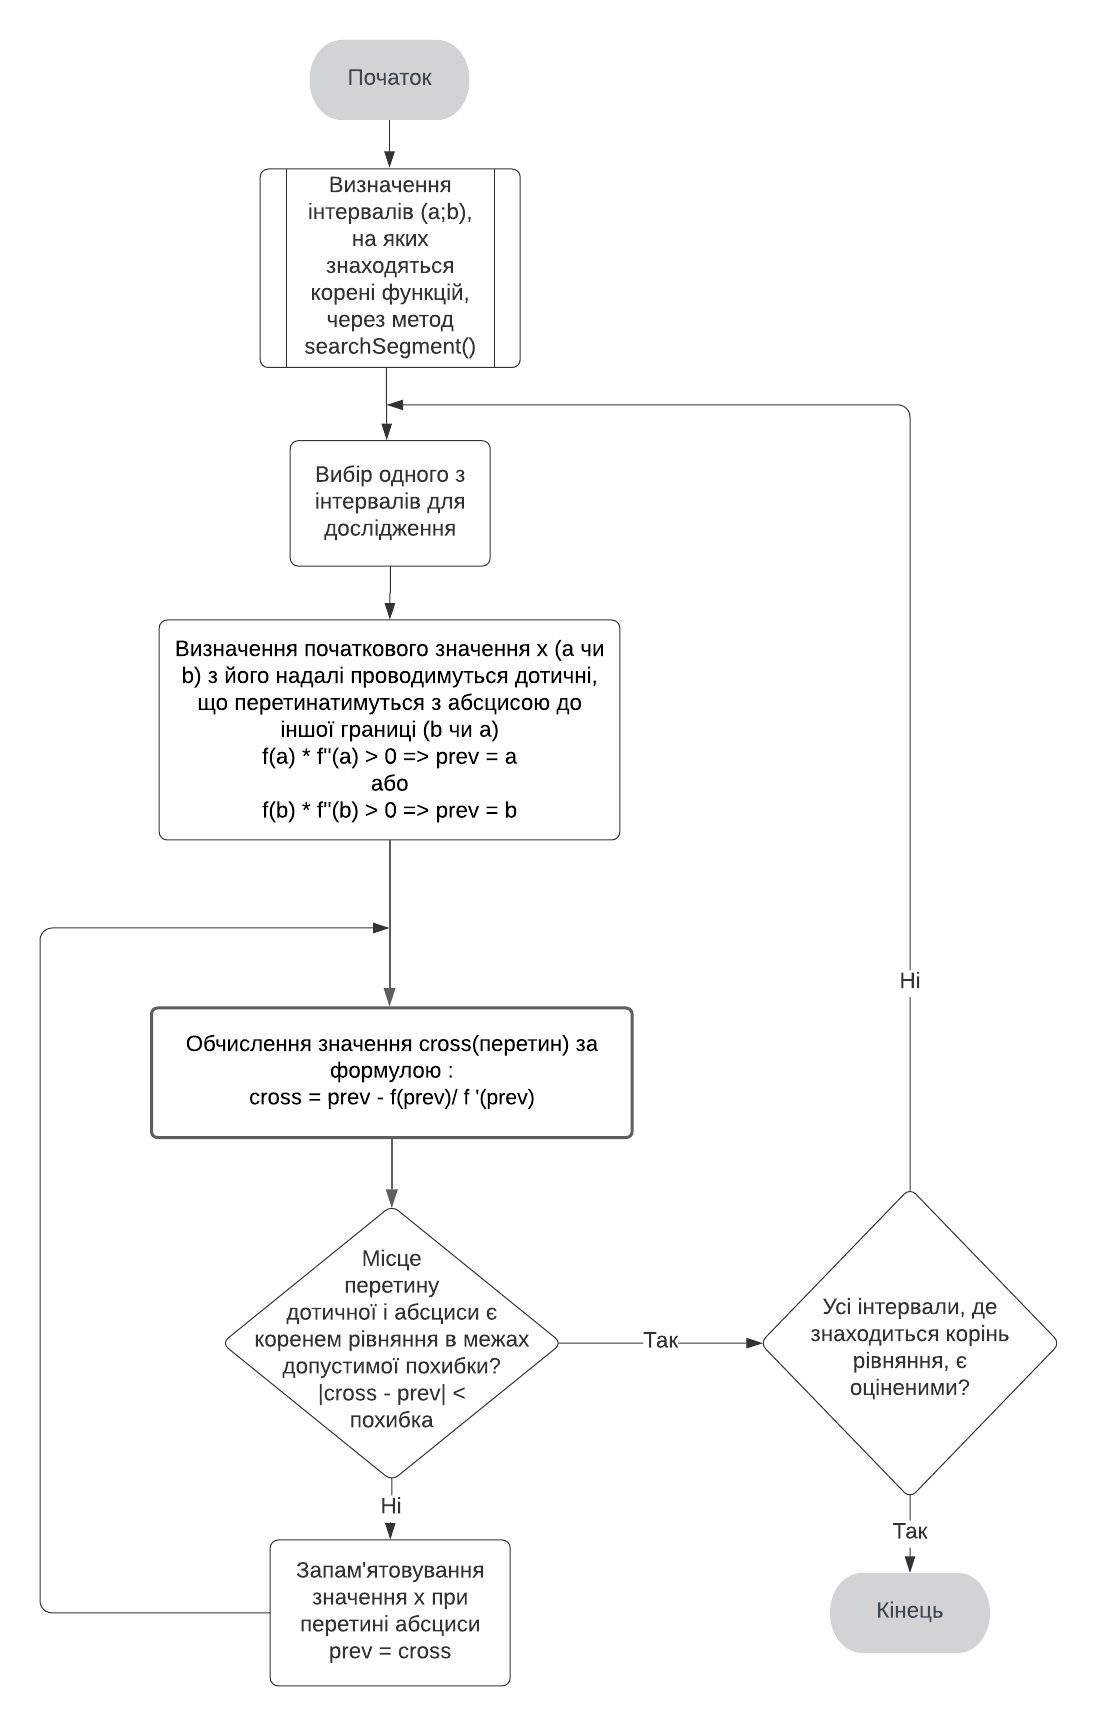 Початок
Визначення
інтервалів (a;b),
на яких
знаходяться
корені функцій,
через метод
searchSegment()
Вибір одного з
інтервалів для
дослідження
Визначення початкового значення х (а чи
b) з його надалі проводимуться дотичні,
що перетинатимуться з абсцисою до
іншої границі (b чи а)
f(a) * f"(a) > 0 => prev = a
або
f(b) * f"(b) > 0 => prev = b
Обчислення значення cross(перетин) за
формулою :
cross = prev - f(prev)/ f '(prev)
Місце
перетину
дотичної і абсциси є
коренем рівняння в межах
допустимої похибки?
|cross - prev| <
похибка
Так
Ні
Запам'ятовування
значення х при
перетині абсциси
prev = cross
Ні
Усі інтервали, де
знаходиться корінь
рівняння, є
оціненими?
Так
Кінець